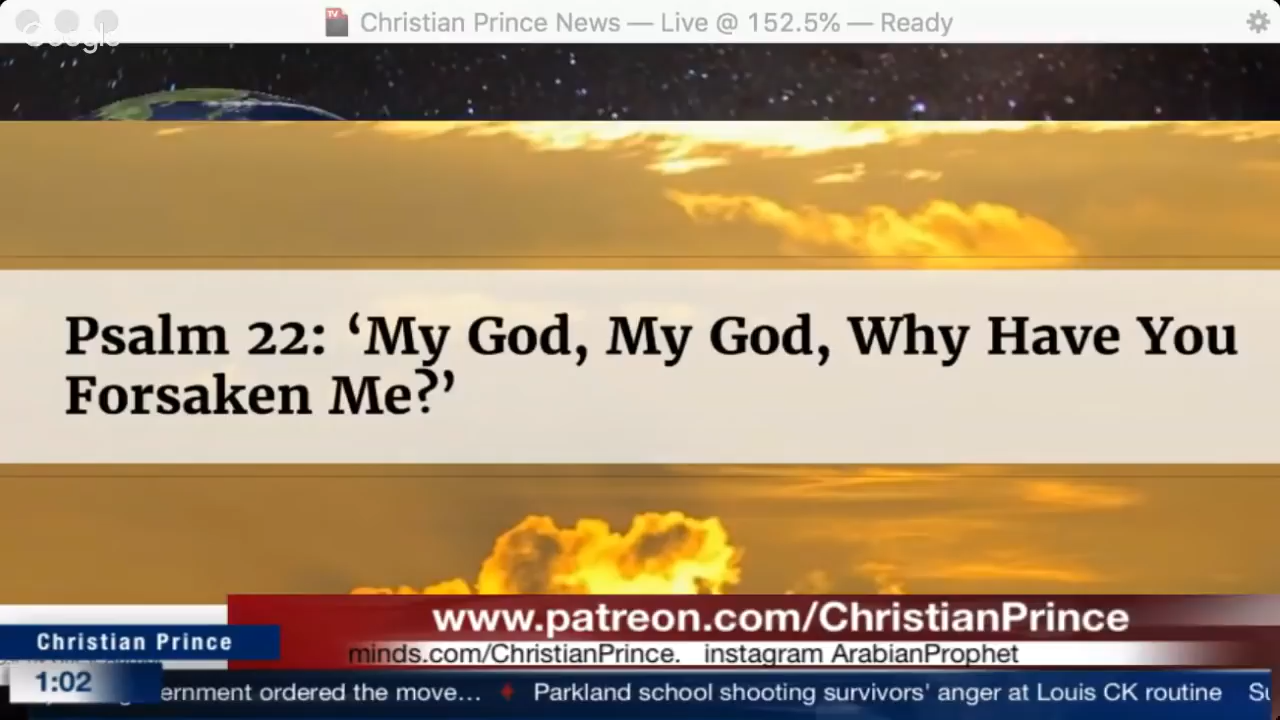 Christian Prince News — Live @ 152.5% — Ready
Google
Psalm 22: ‘My God, My God, Why Have You
Forsaken Me?’
www.patreon.com/ChristianPrince
Christian Prince
minds.com/ChristianPrince. instagram ArabianProphet
1:02
ernment ordered the move... ♦ Parkland school shooting survivors' anger at Louis CK routine